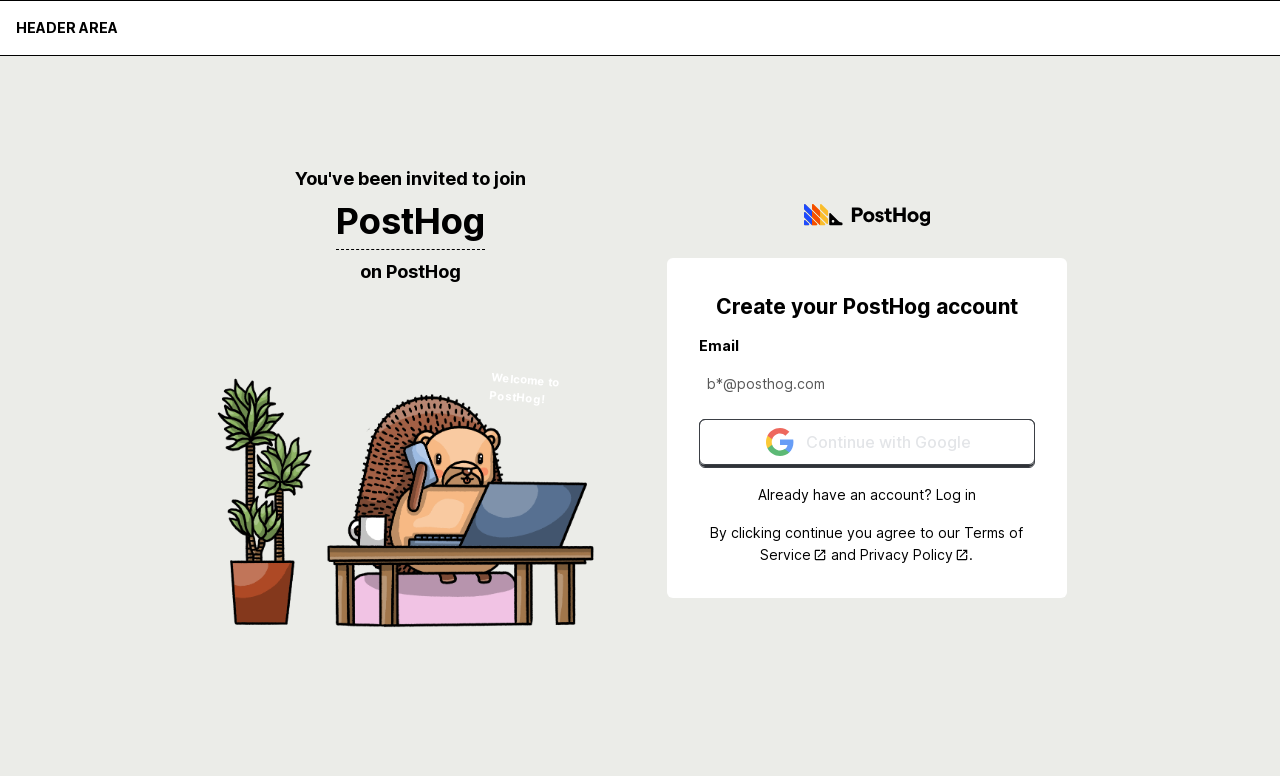 HEADER AREA
You've been invited to join
PostHog
on PostHog
Welcome to
PostHog!
PostHog
Create your PostHog account
Email
b*@posthog.com
Continue with Google
Already have an account? Log in
By clicking continue you agree to our Terms of
Service and Privacy Policy.